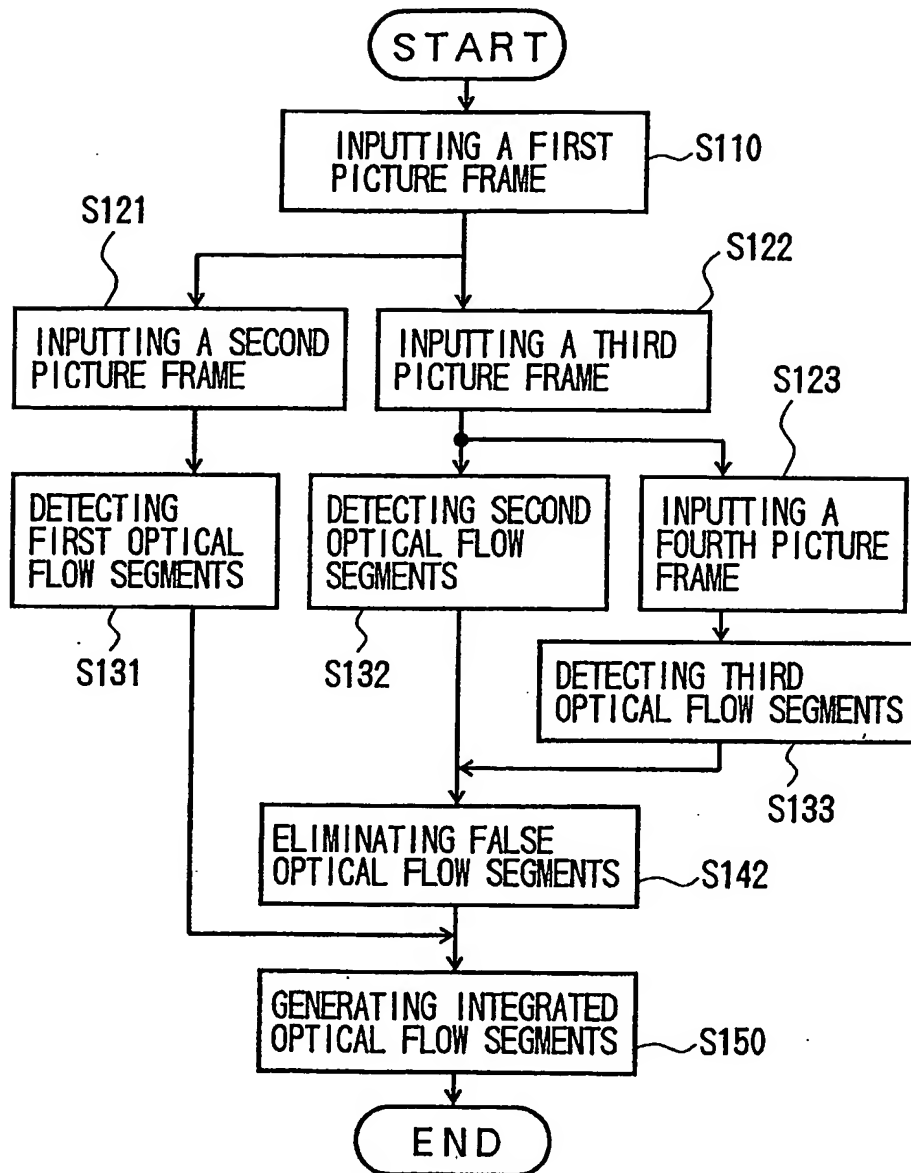 START
INPUTTING A FIRST
PICTURE FRAME
S110
S121
S122
INPUTTING A SECOND
PICTURE FRAME
INPUTTING A THIRD
PICTURE FRAME
S123
DETECTING
FIRST OPTICAL
FLOW SEGMENTS
DETECTING SECOND
OPTICAL FLOW
SEGMENTS
INPUTTING A
FOURTH PICTURE
FRAME
S131
S132
DETECTING THIRD
OPTICAL FLOW SEGMENTS
S133
ELIMINATING FALSE
OPTICAL FLOW SEGMENTS
S142
GENERATING INTEGRATED
OPTICAL FLOW SEGMENTS
S150
END